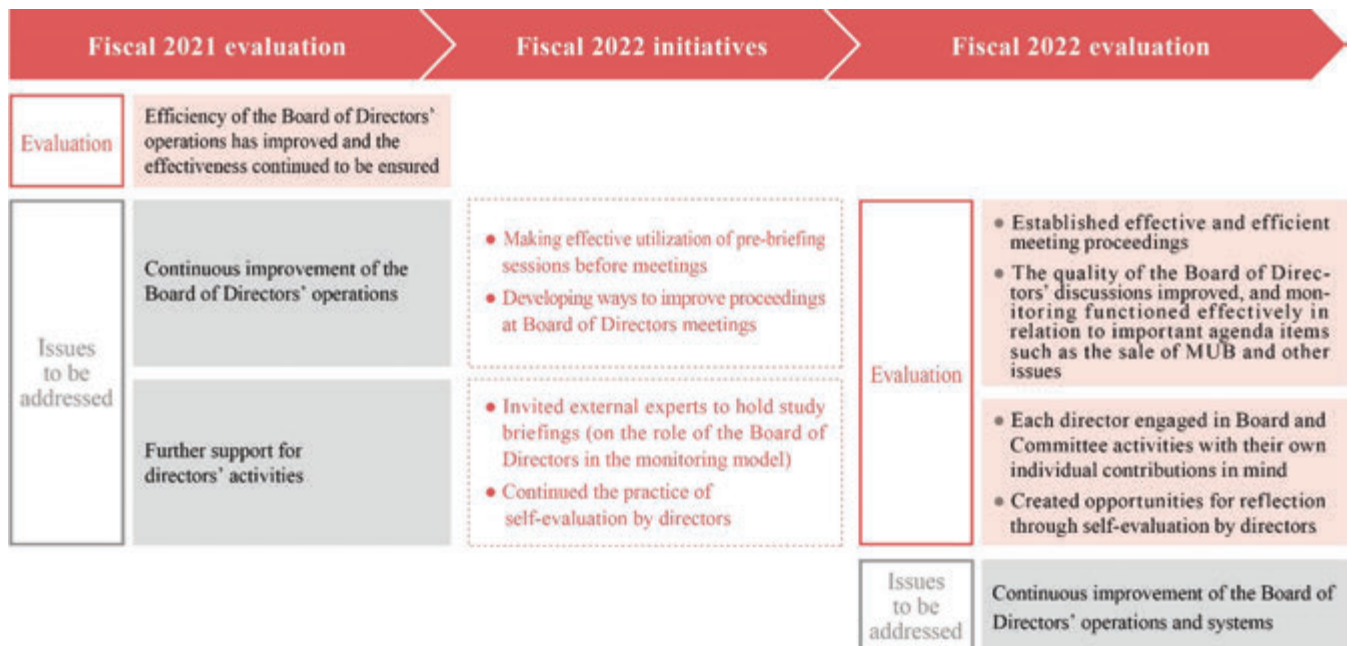 Fiscal 2021 evaluation
Fiscal 2022 initiatives
Fiscal 2022 evaluation
Evaluation
Efficiency of the Board of Directors’
operations has improved and the
effectiveness continued to be ensured
Issues
to be
addressed
Continuous improvement of the
Board of Directors’ operations
● Making effective utilization of pre-briefing
sessions before meetings
● Developing ways to improve proceedings
at Board of Directors meetings
Further support for
directors’ activities
● Invited external experts to hold study
briefings (on the role of the Board of
Directors in the monitoring model)
● Continued the practice of
self-evaluation by directors
Evaluation
● Established effective and efficient
meeting proceedings
● The quality of the Board of Direc-
tors’ discussions improved, and mon-
itoring functioned effectively in
relation to important agenda items
such as the sale of MUB and other
issues
● Each director engaged in Board and
Committee activities with their own
individual contributions in mind
● Created opportunities for reflection
through self-evaluation by directors
Issues
to be
addressed
Continuous improvement of the Board of
Directors’ operations and systems